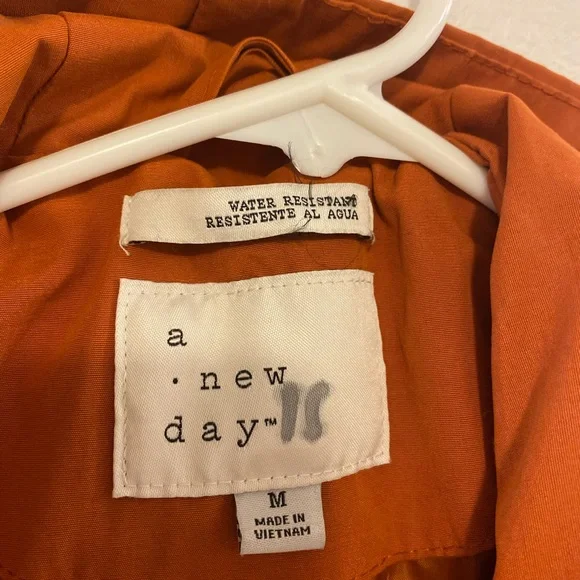 WATER RESISTANT
RESISTENTE AL AGUA
a
· new
day™
M
MADE IN
VIETNAM